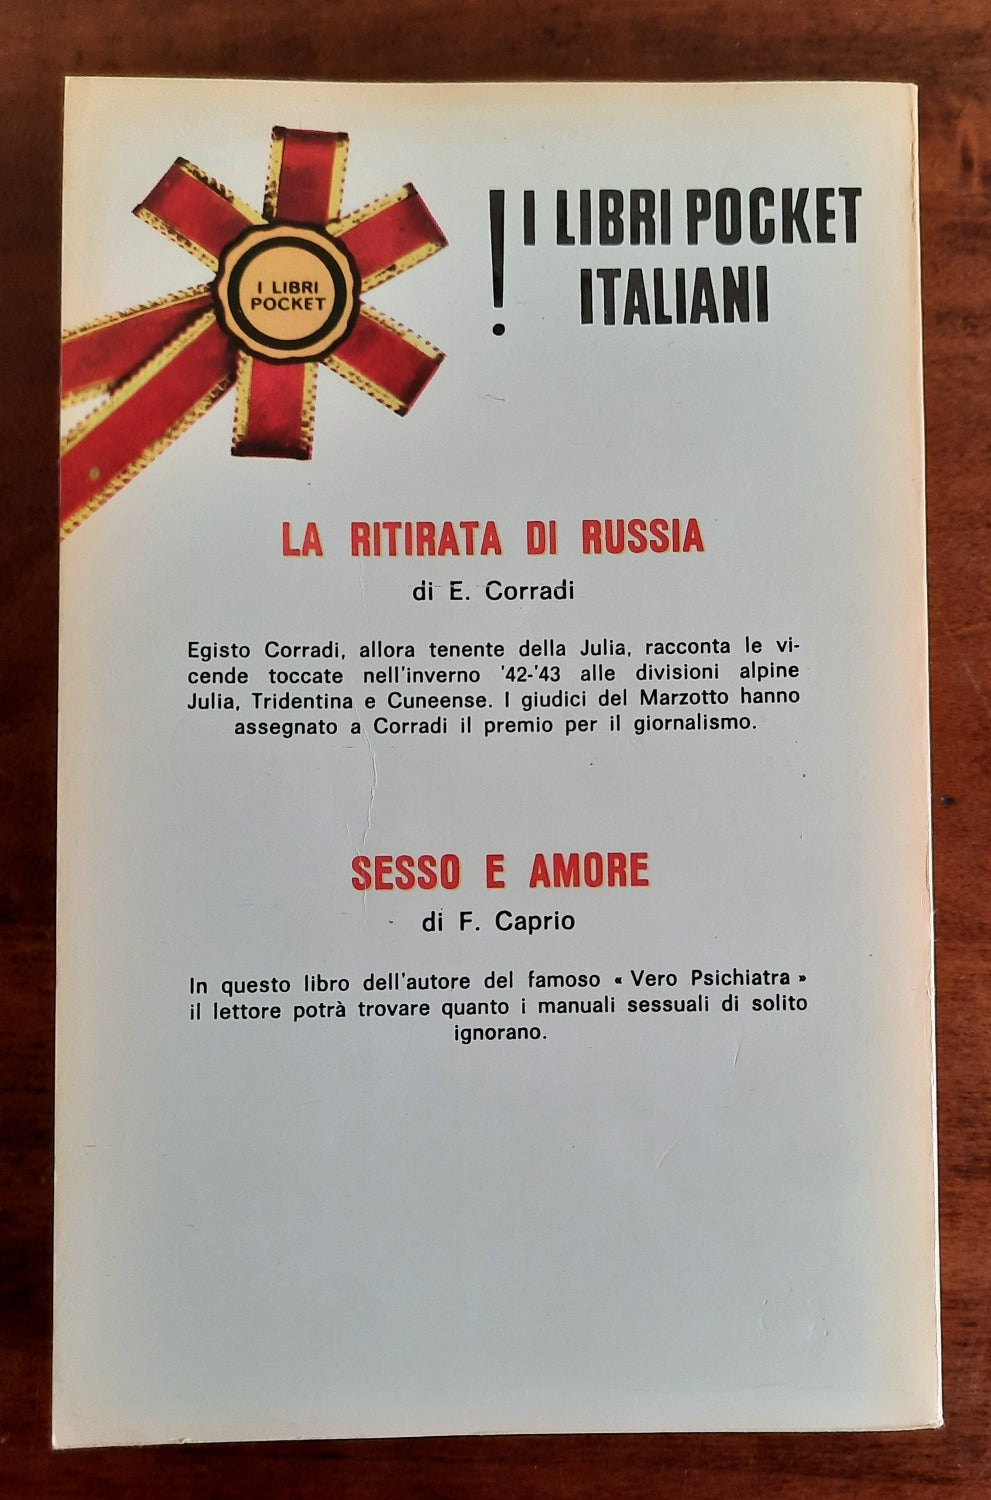 I LIBRI
POCKET
! I LIBRI POCKET
ITALIANI
LA RITIRATA DI RUSSIA
di E. Corradi
Egisto Corradi, allora tenente della Julia, racconta le vi-
cende toccate nell'inverno '42-'43 alle divisioni alpine
Julia, Tridentina e Cuneense. I giudici del Marzotto hanno
assegnato a Corradi il premio per il giornalismo.
SESSO E AMORE
di F. Caprio
In questo libro dell'autore del famoso « Vero Psichiatra »
il lettore potrà trovare quanto i manuali sessuali di solito
ignorano.